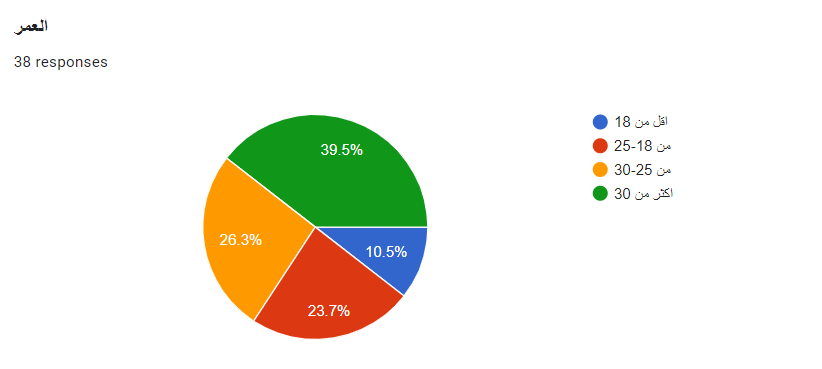 العمر
38 responses
39.5%
10.5%
26.3%
23.7%
اقل من 18
من 18-25
من 25-30
اكثر من 30